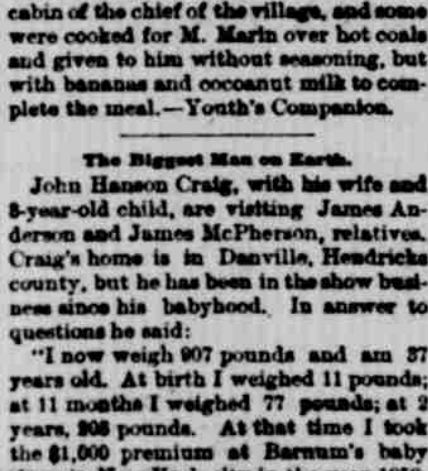 cabin of the chief of the village, and some
were cooked for M. Marin over hot coals
and given to him without seasoning, but
with bananas and cocoanut milk to com-
plete the meal.—Youth's Companion.
The Biggest Man on Earth.
John Hanson Craig, with his wife and
8-year-old child, are visiting James An-
derson and James McPherson, relatives.
Craig's home is in Danville, Hendricks
county, but he has been in the show busi-
ness since his babyhood. In answer to
questions he said:
"I now weigh 907 pounds and am 37
years old. At birth I weighed 11 pounds;
at 11 months I weighed 77 pounds; at 2
years, 206 pounds. At that time I took
the $1,000 premium at Barnum's baby